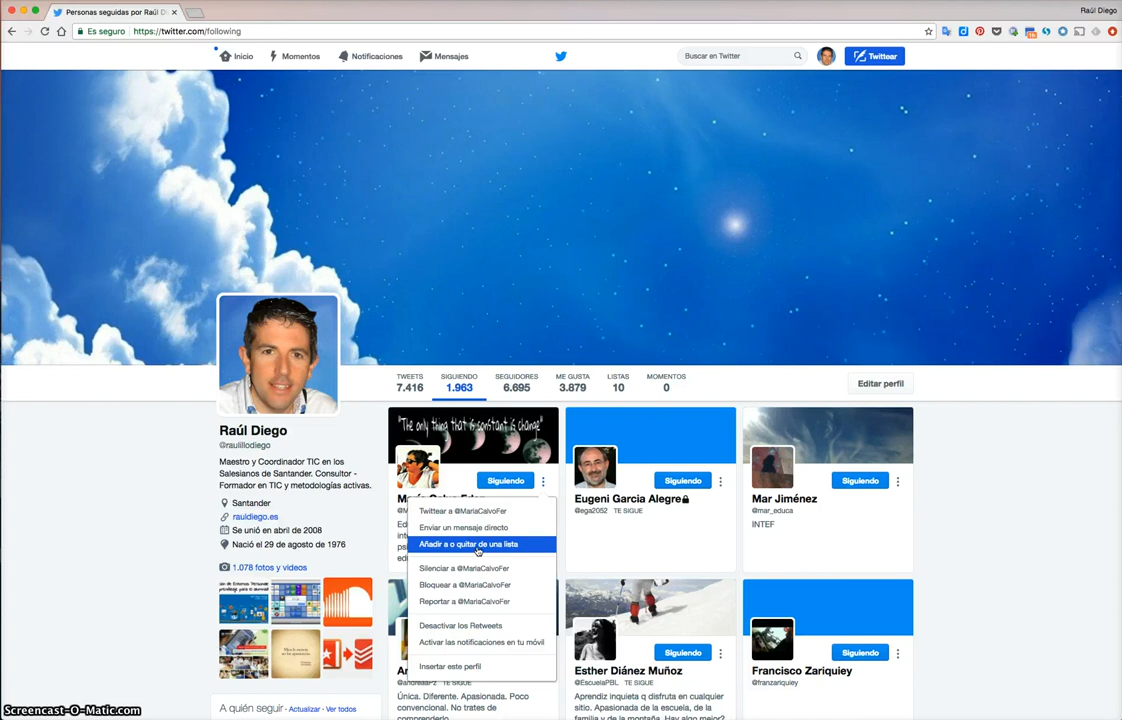 Personas seguidas por Raúl D
Raúl Diego
Es seguro
https://twitter.com/following
Inicio
Momentos
Notificaciones
Mensajes
Buscar en Twitter
Twittear
TWEETS
7.416
SIGUIENDO
1.963
SEGUIDORES
6.695
ME GUSTA
3.879
LISTAS
10
MOMENTOS
0
Editar perfil
Raúl Diego
@raulillodiego
Maestro y Coordinador TIC en los
Salesianos de Santander. Consultor -
Formador en TIC y metodologías activas.
Santander
rauldiego.es
Se unió en abril de 2008
Nació el 29 de agosto de 1976
1.078 fotos y videos
A quién seguir · Actualizar · Ver todos
"The only thing that is constant is change"
Siguiendo
Twittear a @MariaCalvoFer
Enviar un mensaje directo
Añadir a o quitar de una lista
Silenciar a @MariaCalvoFer
Bloquear a @MariaCalvoFer
Reportar a @MariaCalvoFer
Desactivar los Retweets
Activar las notificaciones en tu móvil
Insertar este perfil
TE SIGUE
Única. Diferente. Apasionada. Poco
convencional. No trates de
comprenderlo
Siguiendo
Eugeni Garcia Alegre
@ega2052 TE SIGUE
Siguiendo
Mar Jiménez
@mar_educa
INTEF
Siguiendo
Esther Diánez Muñoz
@EscuelaPBL TE SIGUE
Aprendiz inquieta q disfruta en cualquier
sitio. Apasionada de la escuela, de la
familia y de la montaña. Hay algo mejor?
Siguiendo
Francisco Zariquiey
@franzariquiey
Screencast-O-Matic.com